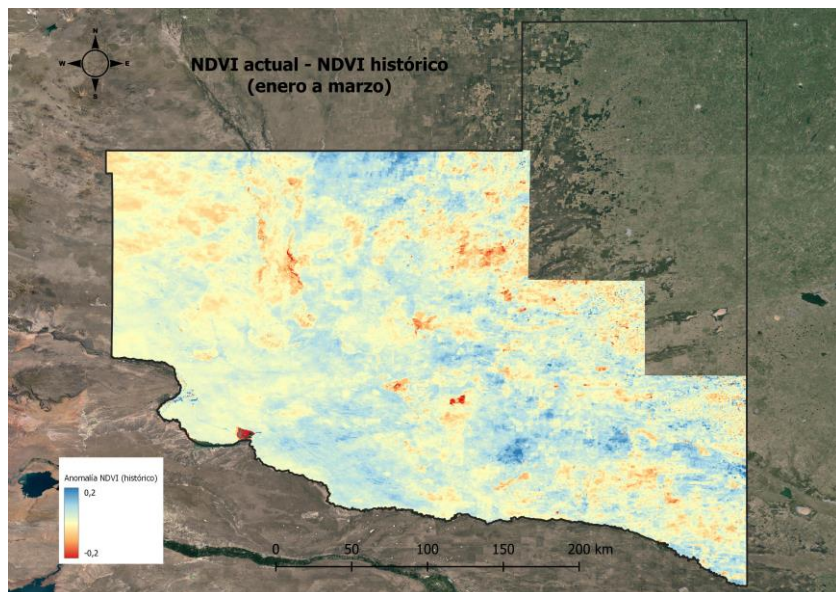 N
W
E
S
NDVI actual - NDVI histórico
(enero a marzo)
Anomalía NDVI (histórico)
0,2
-0,2
0 50 100 150 200 km